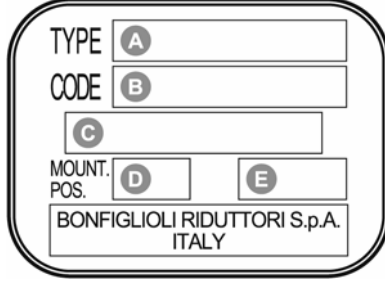 TYPE A
CODE B
C
MOUNT. POS. D E
BONFIGLIOLI RIDUTTORI S.p.A.
ITALY